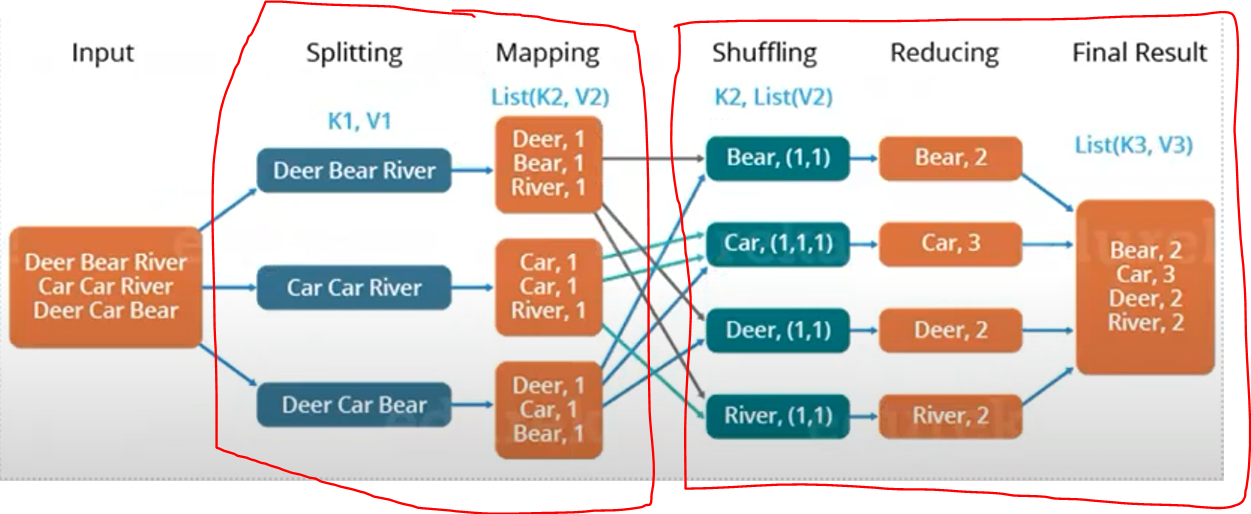 Input
Splitting
Mapping
Shuffling
Reducing
Final Result
K1, V1
List(K2, V2)
K2, List(V2)
List(K3, V3)
Deer Bear River
Car Car River
Deer Car Bear
Deer Bear River
Car Car River
Deer Car Bear
Deer, 1
Bear, 1
River, 1
Car, 1
Car, 1
River, 1
Deer, 1
Car, 1
Bear, 1
Bear, (1,1)
Car, (1,1,1)
Deer, (1,1)
River, (1,1)
Bear, 2
Car, 3
Deer, 2
River, 2
Bear, 2
Car, 3
Deer, 2
River, 2